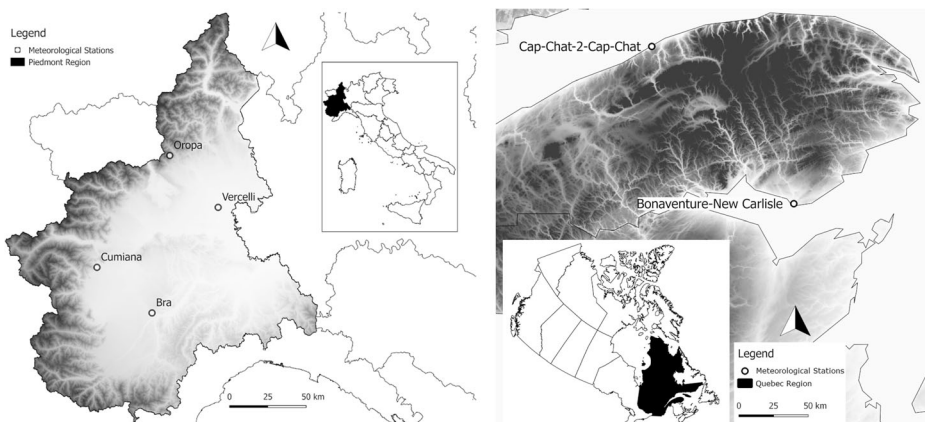 Legend
Meteorological Stations
Piedmont Region
Oropa
Vercelli
Cumiana
Bra
0 25 50 km
Cap-Chat-2-Cap-Chat
Bonaventure-New Carlisle
Legend
Meteorological Stations
Quebec Region
0 25 50 km